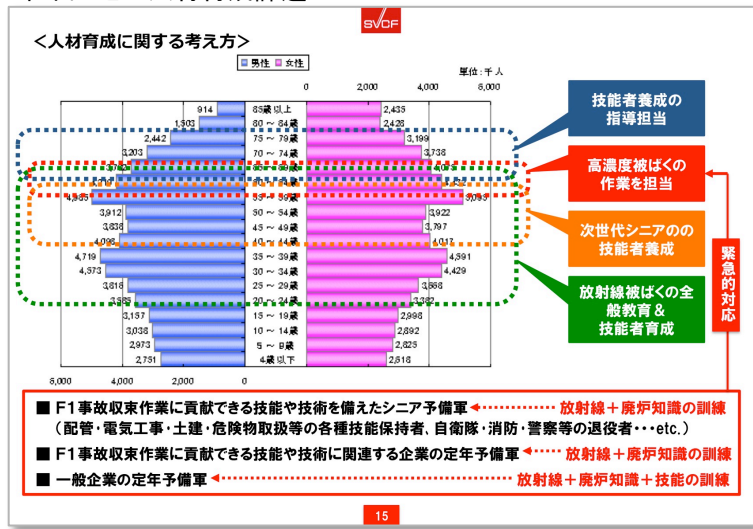 SVCF
＜人材育成に関する考え方＞
男性 女性
単位:千人
0 2,000 4,000 6,000
914 85歳以上 2,435
1,503 80 ～ 84歳 2,428
2,442 75 ～ 79歳 3,199
3,203 70 ～ 74歳 3,738
3,912 50 ～ 54歳 3,922
3,838 45 ～ 49歳 3,797
4,096 40 ～ 44歳 4,017
4,719 35 ～ 39歳 4,591
4,573 30 ～ 34歳 4,429
3,818 25 ～ 29歳 3,668
20 ～ 24歳 3,382
3,157 15 ～ 19歳 2,998
3,038 10 ～ 14歳 2,892
2,973 5 ～ 9歳 2,825
2,751 4歳以下 2,618
6,000 4,000 2,000 0
技能者養成の
指導担当
高濃度被ばくの
作業を担当
次世代シニアのの
技能者養成
放射線被ばくの全
般教育＆
技能者育成
緊急的対応
■ F1事故収束作業に貢献できる技能や技術を備えたシニア予備軍 放射線＋廃炉知識の訓練
（配管・電気工事・土建・危険物取扱等の各種技能保持者、自衛隊・消防・警察等の退役者・・・etc.）
■ F1事故収束作業に貢献できる技能や技術に関連する企業の定年予備軍 放射線＋廃炉知識の訓練
■ 一般企業の定年予備軍 放射線＋廃炉知識＋技能の訓練
15